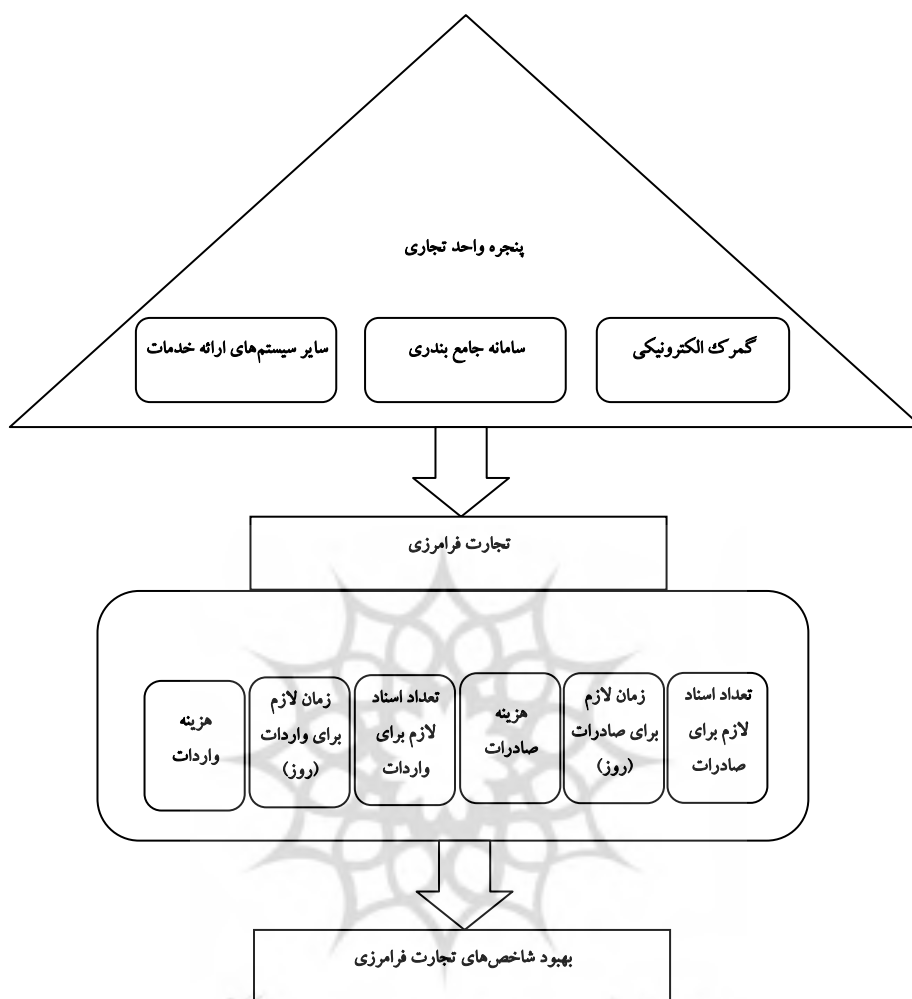 پنجره واحد تجاری
گمرک الکترونیکی
سامانه جامع بندری
سایر سیستم‌های ارائه خدمات
تجارت فرامرزی
تعداد اسناد
لازم برای
صادرات
زمان لازم
برای صادرات
(روز)
هزینه
صادرات
تعداد اسناد
لازم برای
واردات
زمان لازم
برای واردات
(روز)
هزینه
واردات
بهبود شاخص‌های تجارت فرامرزی